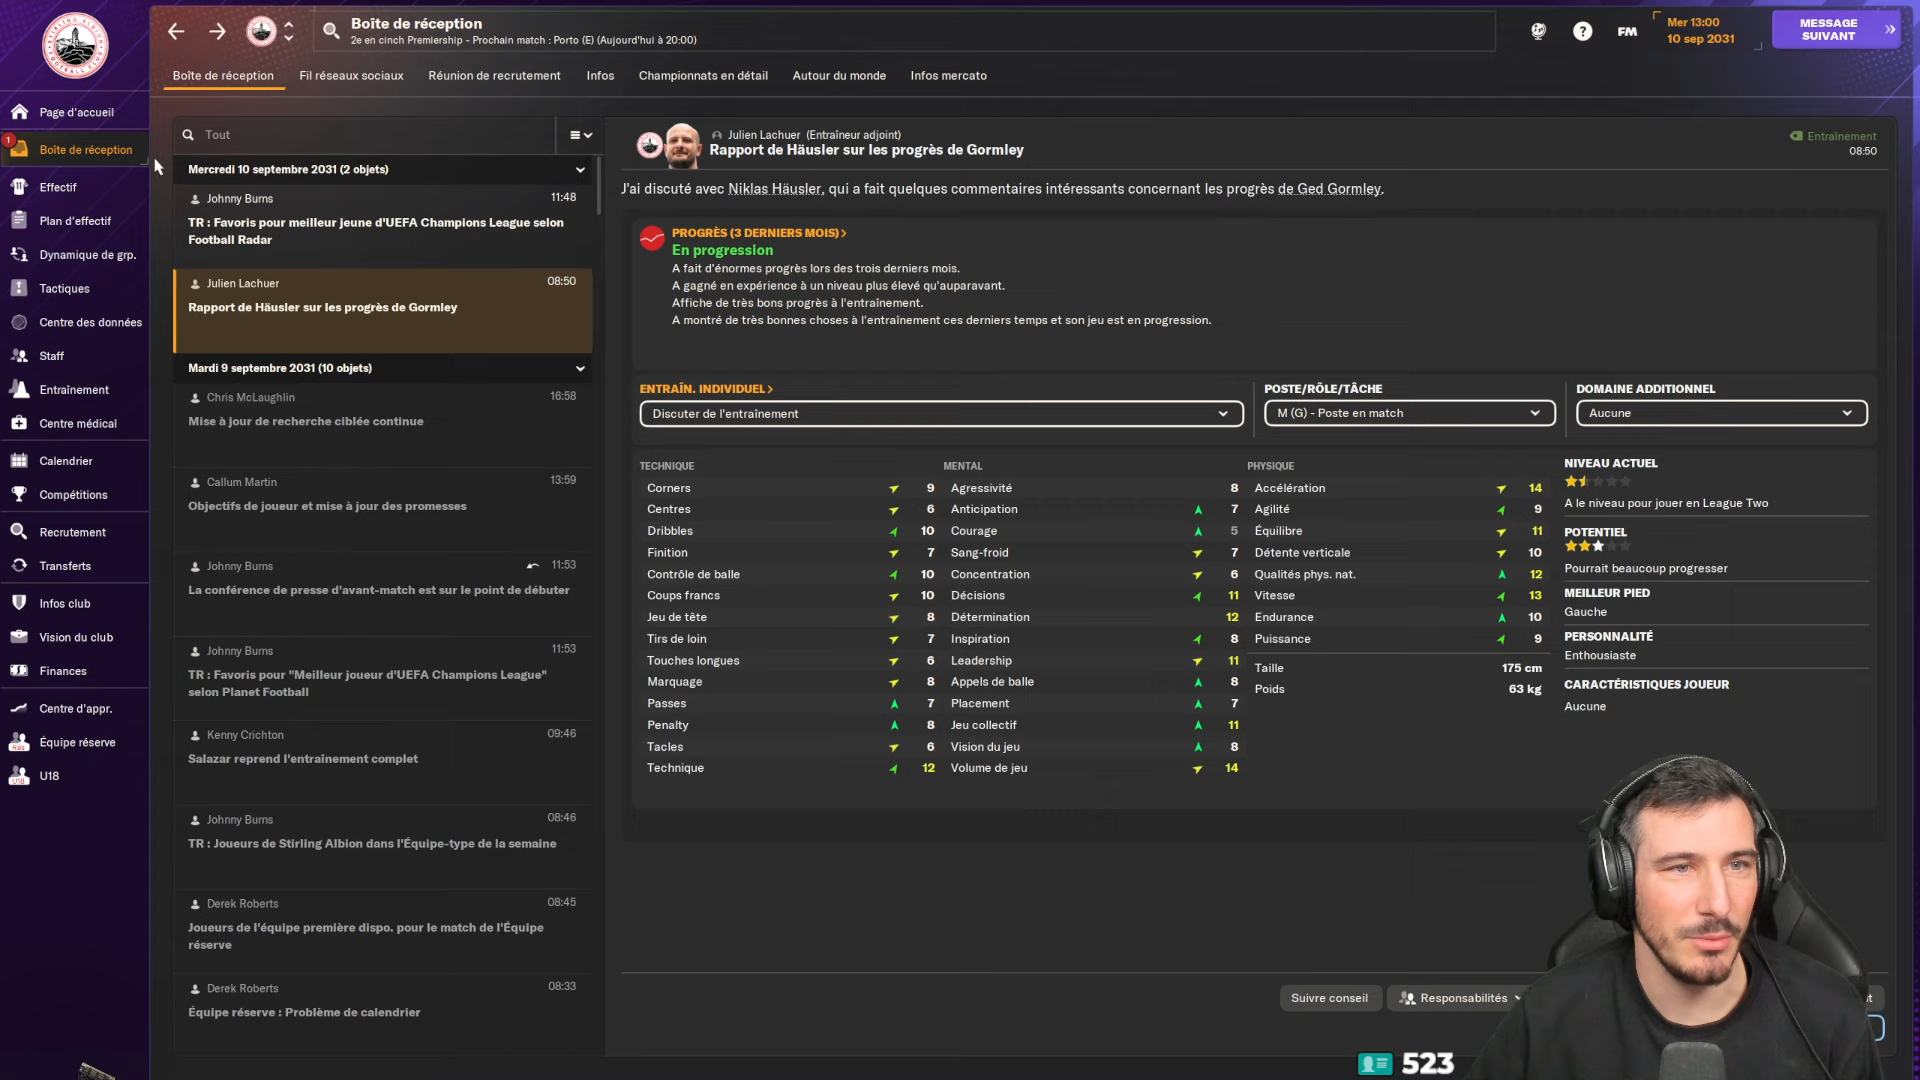 Boîte de réception
2e en cinch Premiership - Prochain match : Porto (E) (Aujourd'hui à 20:00)
FM
Mer 13:00
10 sep 2031
MESSAGE
SUIVANT
Boîte de réception
Fil réseaux sociaux
Réunion de recrutement
Infos
Championnats en détail
Autour du monde
Infos mercato
Page d'accueil
1
Boîte de réception
Effectif
Plan d'effectif
Dynamique de grp.
Tactiques
Centre des données
Staff
Entraînement
Centre médical
Calendrier
Compétitions
Recrutement
Transferts
Infos club
Vision du club
Finances
Centre d'appr.
Équipe réserve
U18
Tout
Mercredi 10 septembre 2031 (2 objets)
Johnny Burns 11:48
TR : Favoris pour meilleur jeune d'UEFA Champions League selon
Football Radar
Julien Lachuer 08:50
Rapport de Häusler sur les progrès de Gormley
Mardi 9 septembre 2031 (10 objets)
Chris McLaughlin 16:58
Mise à jour de recherche ciblée continue
Callum Martin 13:59
Objectifs de joueur et mise à jour des promesses
Johnny Burns 11:53
La conférence de presse d'avant-match est sur le point de débuter
Johnny Burns 11:53
TR : Favoris pour "Meilleur joueur d'UEFA Champions League"
selon Planet Football
Kenny Crichton 09:46
Salazar reprend l'entraînement complet
Johnny Burns 08:46
TR : Joueurs de Stirling Albion dans l'Équipe-type de la semaine
Derek Roberts 08:45
Joueurs de l'équipe première dispo. pour le match de l'Équipe
réserve
Derek Roberts 08:33
Équipe réserve : Problème de calendrier
Julien Lachuer (Entraîneur adjoint)
Rapport de Häusler sur les progrès de Gormley
Entraînement
08:50
J'ai discuté avec Niklas Häusler, qui a fait quelques commentaires intéressants concernant les progrès de Ged Gormley.
PROGRÈS (3 DERNIERS MOIS)
En progression
A fait d'énormes progrès lors des trois derniers mois.
A gagné en expérience à un niveau plus élevé qu'auparavant.
Affiche de très bons progrès à l'entraînement.
A montré de très bonnes choses à l'entraînement ces derniers temps et son jeu est en progression.
ENTRAÎN. INDIVIDUEL
Discuter de l'entraînement
POSTE/RÔLE/TÂCHE
M (G) - Poste en match
DOMAINE ADDITIONNEL
Aucune
TECHNIQUE
Corners 9
Centres 6
Dribbles 10
Finition 7
Contrôle de balle 10
Coups francs 10
Jeu de tête 8
Tirs de loin 7
Touches longues 6
Marquage 8
Passes 7
Penalty 8
Tacles 6
Technique 12
MENTAL
Agressivité 8
Anticipation 7
Courage 5
Sang-froid 7
Concentration 6
Décisions 11
Détermination 12
Inspiration 8
Leadership 11
Appels de balle 8
Placement 7
Jeu collectif 11
Vision du jeu 8
Volume de jeu 14
PHYSIQUE
Accélération 14
Agilité 9
Équilibre 11
Détente verticale 10
Qualités phys. nat. 12
Vitesse 13
Endurance 10
Puissance 9
Taille 175 cm
Poids 63 kg
NIVEAU ACTUEL
A le niveau pour jouer en League Two
POTENTIEL
Pourrait beaucoup progresser
MEILLEUR PIED
Gauche
PERSONNALITÉ
Enthousiaste
CARACTÉRISTIQUES JOUEUR
Aucune
Suivre conseil
Responsabilités
523